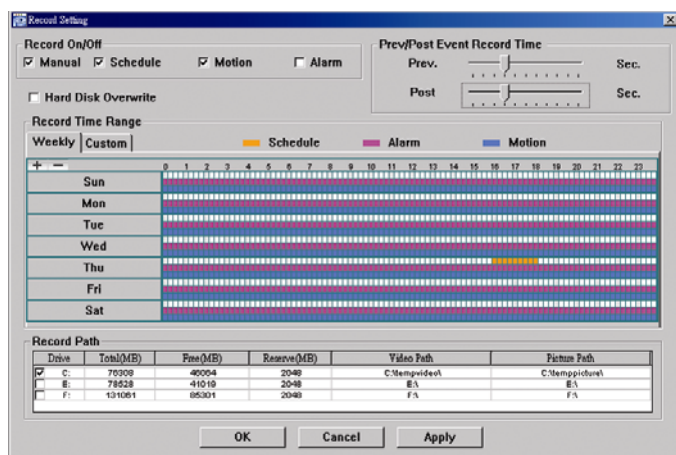 Record Setting
Record On/Off
Manual Schedule Motion Alarm
Prev/Post Event Record Time
Prev. Sec.
Post Sec.
Hard Disk Overwrite
Record Time Range
Weekly Custom
Schedule Alarm Motion
+ − 0 1 2 3 4 5 6 7 8 9 10 11 12 13 14 15 16 17 18 19 20 21 22 23
Sun
Mon
Tue
Wed
Thu
Fri
Sat
Record Path
Drive Total(MB) Free(MB) Reserve(MB) Video Path Picture Path
C: 76308 46064 2048 C:\tempvideo\ C:\temppicture\
E: 78528 41019 2048 E:\ E:\
F: 131061 85301 2048 F:\ F:\
OK Cancel Apply